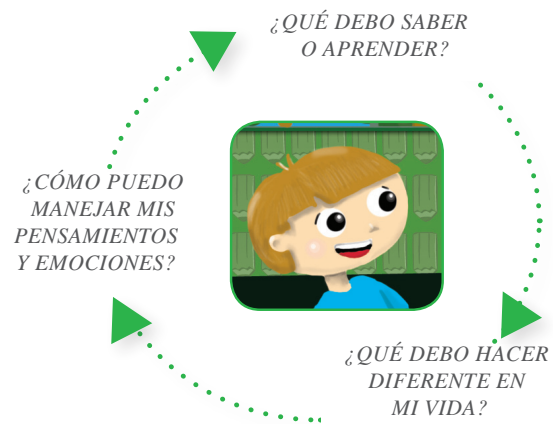 ¿QUÉ DEBO SABER
O APRENDER?
¿CÓMO PUEDO
MANEJAR MIS
PENSAMIENTOS
Y EMOCIONES?
¿QUÉ DEBO HACER
DIFERENTE EN
MI VIDA?